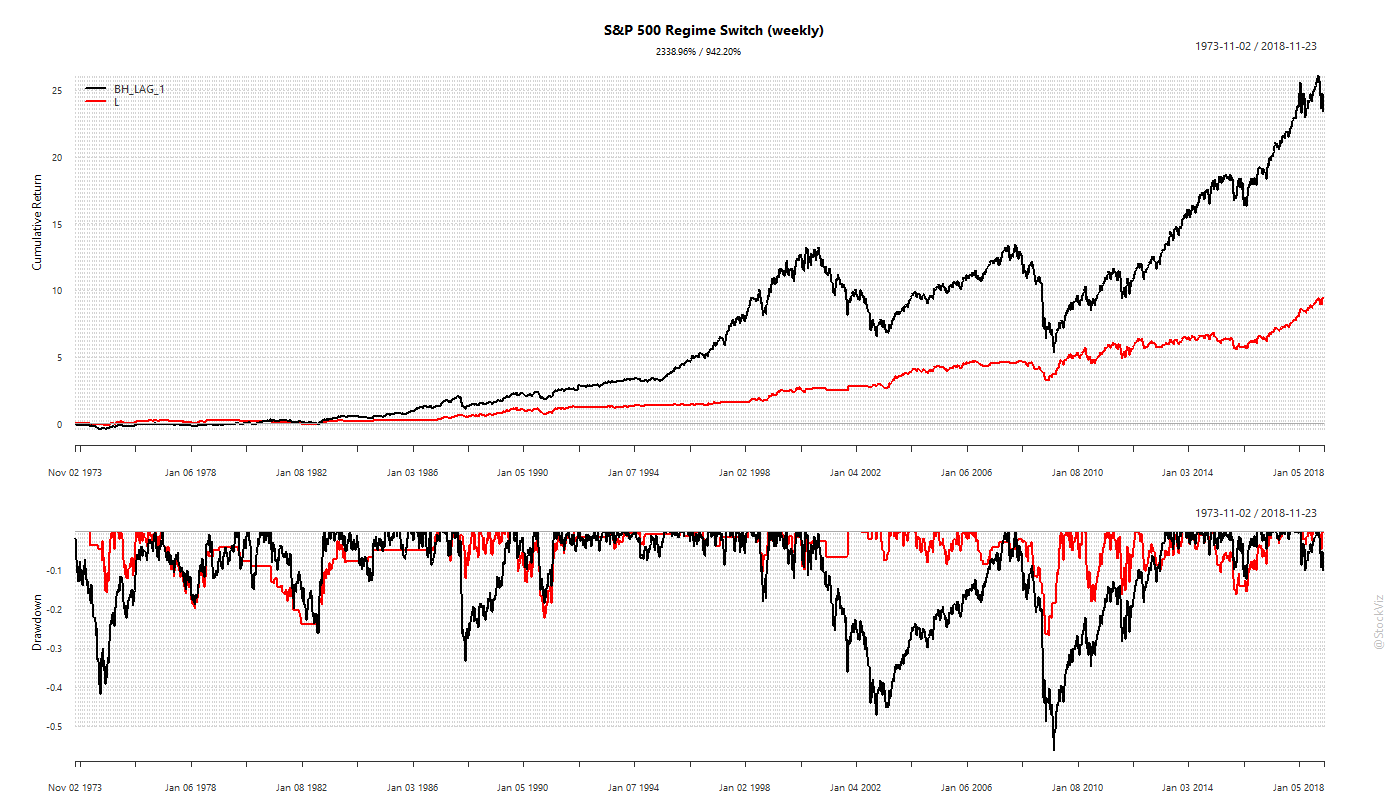 S&P 500 Regime Switch (weekly)
2338.96% / 942.20%
1973-11-02 / 2018-11-23
BH_LAG_1
L
Cumulative Return
25
20
15
10
5
0
Nov 02 1973 Jan 06 1978 Jan 08 1982 Jan 03 1986 Jan 05 1990 Jan 07 1994 Jan 02 1998 Jan 04 2002 Jan 06 2006 Jan 08 2010 Jan 03 2014 Jan 05 2018
1973-11-02 / 2018-11-23
Drawdown
-0.1
-0.2
-0.3
-0.4
-0.5
Nov 02 1973 Jan 06 1978 Jan 08 1982 Jan 03 1986 Jan 05 1990 Jan 07 1994 Jan 02 1998 Jan 04 2002 Jan 06 2006 Jan 08 2010 Jan 03 2014 Jan 05 2018
@StockViz